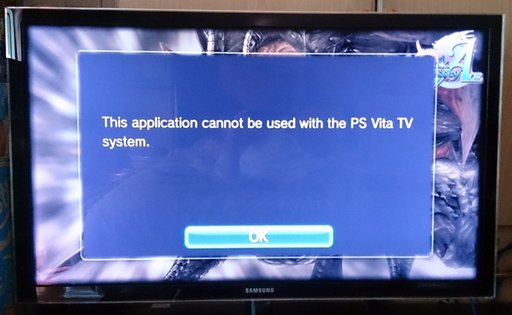 This application cannot be used with the PS Vita TV
system.
OK
SAMSUNG